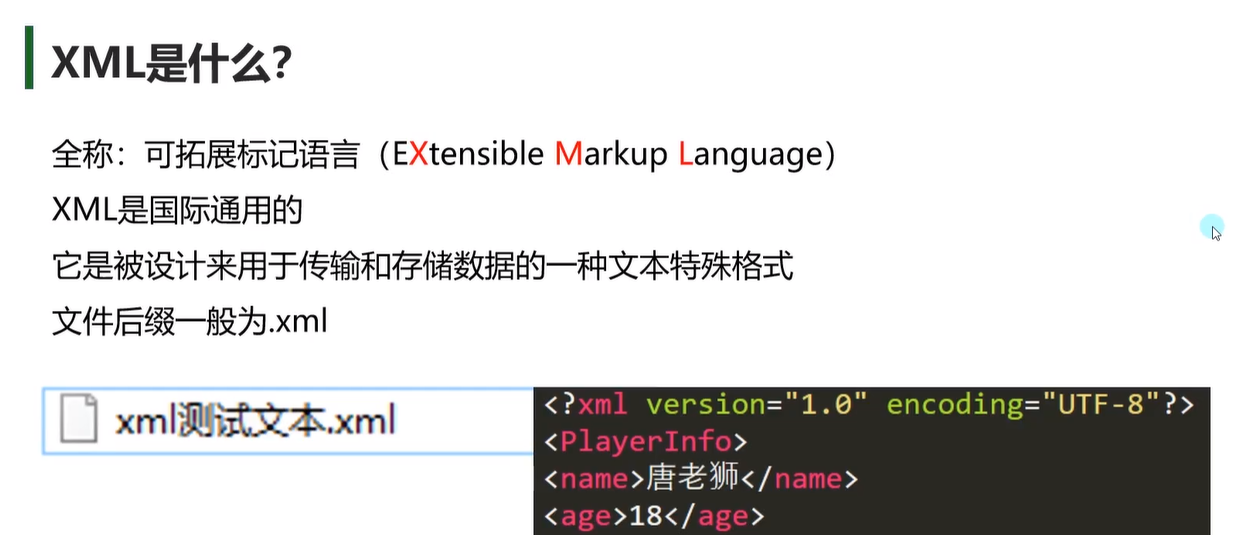 XML是什么?
全称：可拓展标记语言（EXtensible Markup Language）
XML是国际通用的
它是被设计来用于传输和存储数据的一种文本特殊格式
文件后缀一般为.xml
xml测试文本.xml
<?xml version="1.0" encoding="UTF-8"?>
<PlayerInfo>
<name>唐老狮</name>
<age>18</age>